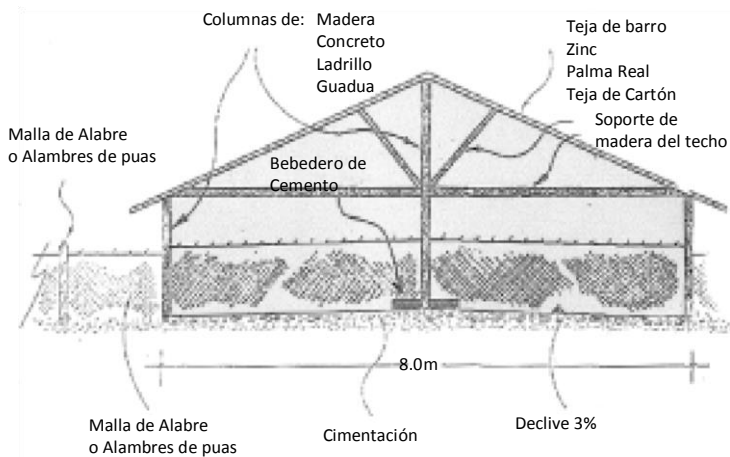 Columnas de:
Madera
Concreto
Ladrillo
Guadua
Teja de barro
Zinc
Palma Real
Teja de Cartón
Soporte de
madera del techo
Malla de Alabre
o Alambres de puas
Bebedero de
Cemento
8.0m
Malla de Alabre
o Alambres de puas
Cimentación
Declive 3%